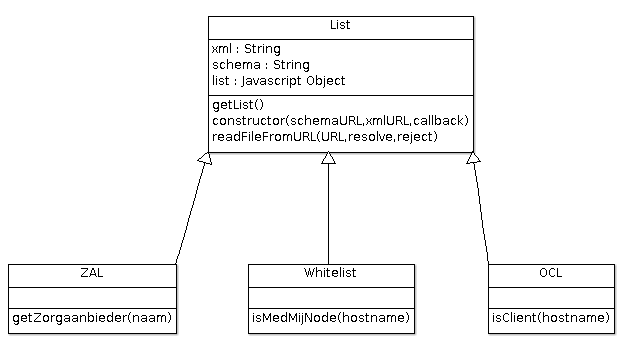 List
xml : String
schema : String
list : Javascript Object
getList()
constructor(schemaURL,xmlURL,callback)
readFileFromURL(URL,resolve,reject)
ZAL
getZorgaanbieder(naam)
Whitelist
isMedMijNode(hostname)
OCL
isClient(hostname)